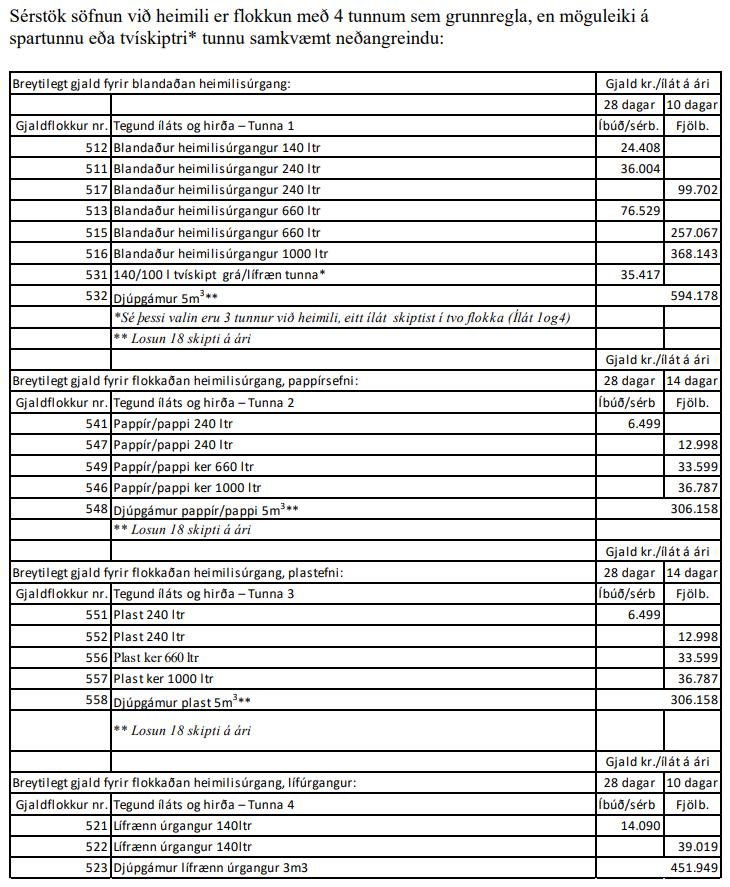 Sérstök söfnun við heimili er flokkun með 4 tunnum sem grunnregla, en möguleiki á
spartunnu eða tvískiptri* tunnu samkvæmt neðangreindu:
Breytilegt gjald fyrir blandaðan heimilisúrgang: Gjald kr./ílát á ári
28 dagar 10 dagar
Gjaldflokkur nr. Tegund íláts og hirða – Tunna 1 Íbúð/sérb. Fjölb.
512 Blandaður heimilisúrgangur 140 ltr 24.408
511 Blandaður heimilisúrgangur 240 ltr 36.004
517 Blandaður heimilisúrgangur 240 ltr 99.702
513 Blandaður heimilisúrgangur 660 ltr 76.529
515 Blandaður heimilisúrgangur 660 ltr 257.067
516 Blandaður heimilisúrgangur 1000 ltr 368.143
531 140/100 l tvískipt grá/lífræn tunna* 35.417
532 Djúpgámur 5m³** 594.178
*Sé þessi valin eru 3 tunnur við heimili, eitt ílát skiptist í tvo flokka (Ílát 1og4)
** Losun 18 skipti á ári
Gjald kr./ílát á ári
Breytilegt gjald fyrir flokkaðan heimilisúrgang, pappírsefni: 28 dagar 14 dagar
Gjaldflokkur nr. Tegund íláts og hirða – Tunna 2 Íbúð/sérb Fjölb.
541 Pappír/pappi 240 ltr 6.499
547 Pappír/pappi 240 ltr 12.998
549 Pappír/pappi ker 660 ltr 33.599
546 Pappír/pappi ker 1000 ltr 36.787
548 Djúpgámur pappír/pappi 5m³** 306.158
** Losun 18 skipti á ári
Gjald kr./ílát á ári
Breytilegt gjald fyrir flokkaðan heimilisúrgang, plastefni: 28 dagar 14 dagar
Gjaldflokkur nr. Tegund íláts og hirða – Tunna 3 Íbúð/sérb Fjölb.
551 Plast 240 ltr 6.499
552 Plast 240 ltr 12.998
556 Plast ker 660 ltr 33.599
557 Plast ker 1000 ltr 36.787
558 Djúpgámur plast 5m³** 306.158
** Losun 18 skipti á ári
Gjald kr./ílát á ári
Breytilegt gjald fyrir flokkaðan heimilisúrgang, lífúrgangur: 28 dagar 10 dagar
Gjaldflokkur nr. Tegund íláts og hirða – Tunna 4 Íbúð/sérb Fjölb.
521 Lífrænn úrgangur 140ltr 14.090
522 Lífrænn úrgangur 140ltr 39.019
523 Djúpgámur lífrænn úrgangur 3m3 451.949